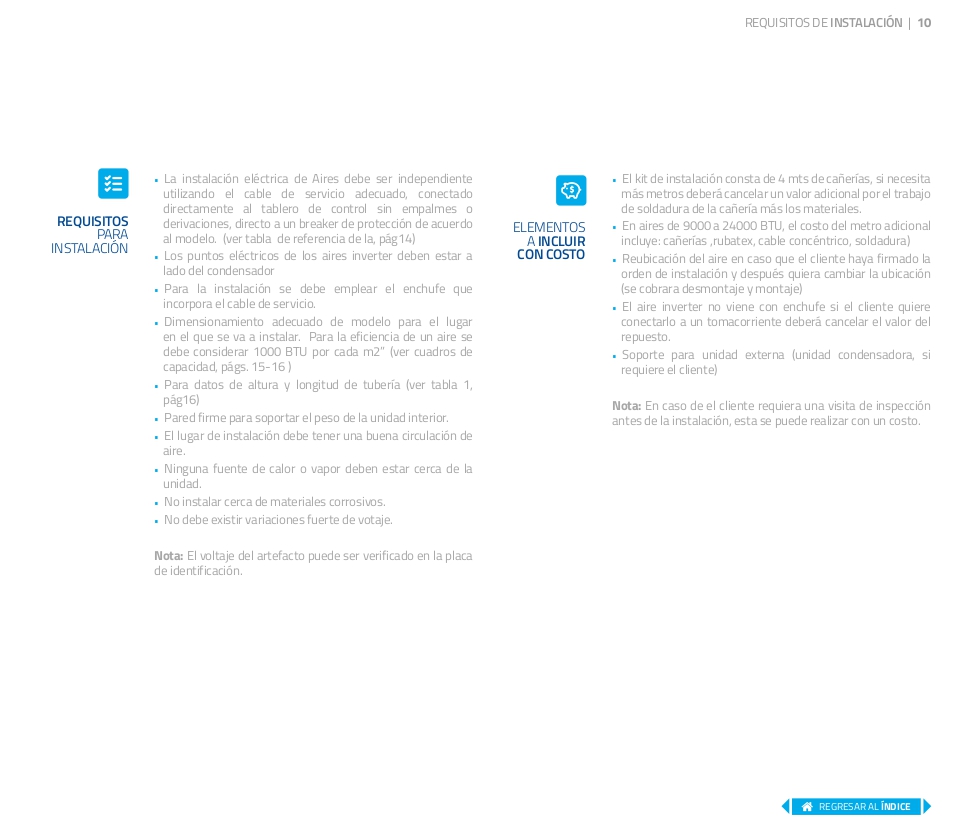 REQUISITOS DE INSTALACIÓN | 10
REQUISITOS
PARA
INSTALACIÓN
• La instalación eléctrica de Aires debe ser independiente
utilizando el cable de servicio adecuado, conectado
directamente al tablero de control sin empalmes o
derivaciones, directo a un breaker de protección de acuerdo
al modelo. (ver tabla de referencia de la, pág14)
• Los puntos eléctricos de los aires inverter deben estar a
lado del condensador
• Para la instalación se debe emplear el enchufe que
incorpora el cable de servicio.
• Dimensionamiento adecuado de modelo para el lugar
en el que se va a instalar. Para la eficiencia de un aire se
debe considerar 1000 BTU por cada m2" (ver cuadros de
capacidad, págs. 15-16 )
• Para datos de altura y longitud de tubería (ver tabla 1,
pág16)
• Pared firme para soportar el peso de la unidad interior.
• El lugar de instalación debe tener una buena circulación de
aire.
• Ninguna fuente de calor o vapor deben estar cerca de la
unidad.
• No instalar cerca de materiales corrosivos.
• No debe existir variaciones fuerte de votaje.
Nota: El voltaje del artefacto puede ser verificado en la placa
de identificación.
ELEMENTOS
A INCLUIR
CON COSTO
• El kit de instalación consta de 4 mts de cañerías, si necesita
más metros deberá cancelar un valor adicional por el trabajo
de soldadura de la cañería más los materiales.
• En aires de 9000 a 24000 BTU, el costo del metro adicional
incluye: cañerías ,rubatex, cable concéntrico, soldadura)
• Reubicación del aire en caso que el cliente haya firmado la
orden de instalación y después quiera cambiar la ubicación
(se cobrara desmontaje y montaje)
• El aire inverter no viene con enchufe si el cliente quiere
conectarlo a un tomacorriente deberá cancelar el valor del
repuesto.
• Soporte para unidad externa (unidad condensadora, si
requiere el cliente)
Nota: En caso de el cliente requiera una visita de inspección
antes de la instalación, esta se puede realizar con un costo.
REGRESAR AL ÍNDICE